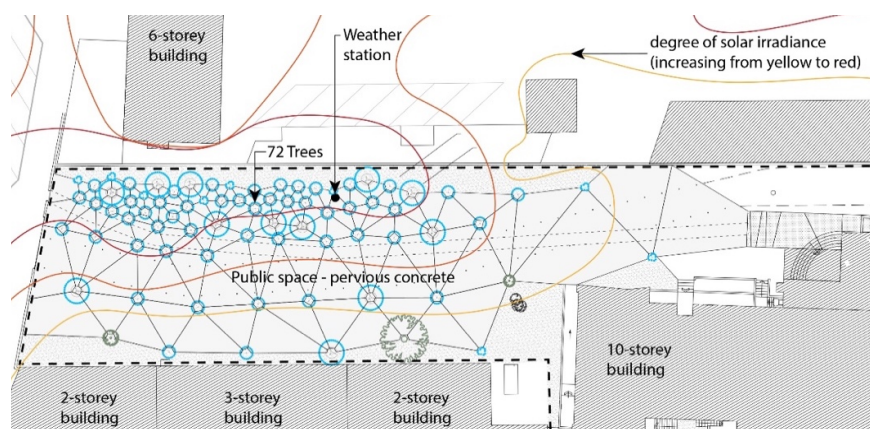 6-storey
building
Weather
station
degree of solar irradiance
(increasing from yellow to red)
72 Trees
Public space - pervious concrete
10-storey
building
2-storey
building
3-storey
building
2-storey
building